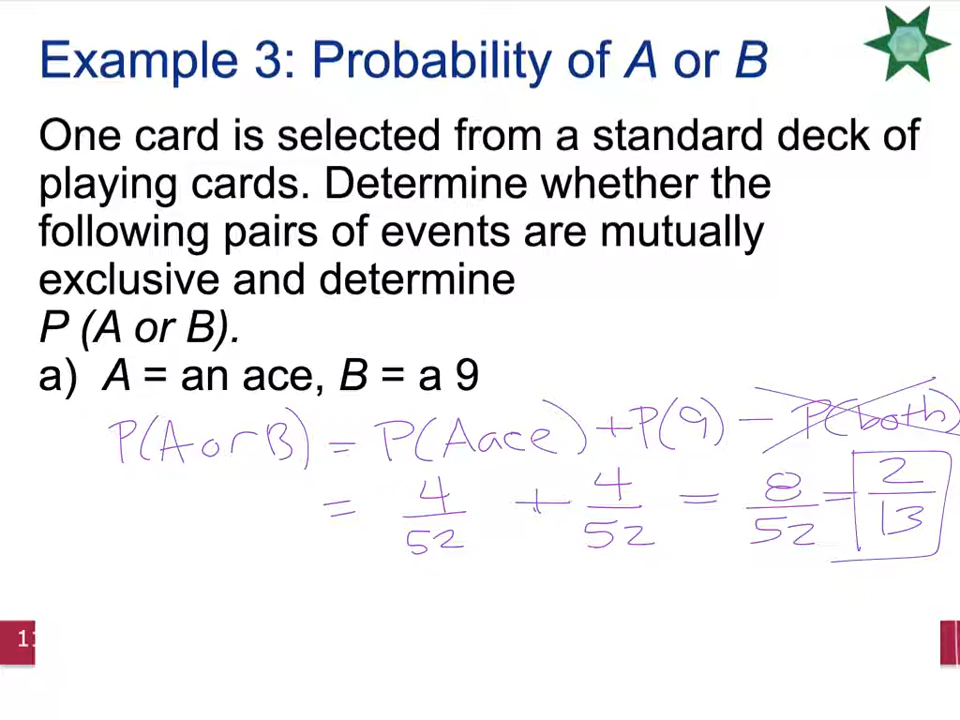 Example 3: Probability of A or B
One card is selected from a standard deck of
playing cards. Determine whether the
following pairs of events are mutually
exclusive and determine
P (A or B).
a) A = an ace, B = a 9
P(A or B) = P(Aace) + P(9) - P(both)
= 4/52 + 4/52 = 8/52 = 2/13